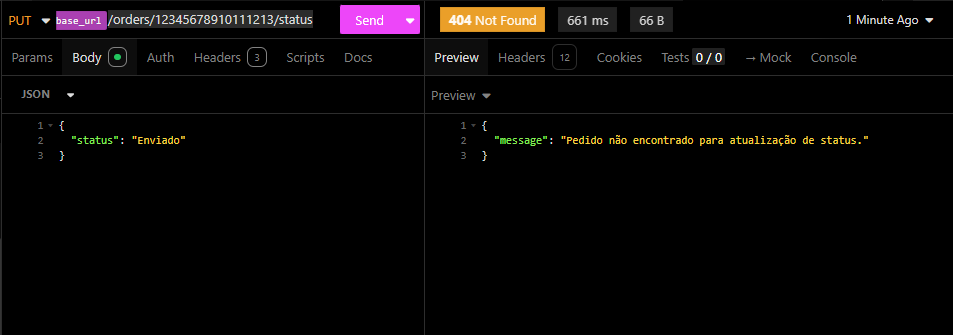 PUT base_url/orders/12345678910111213/status Send
404 Not Found 661 ms 66 B 1 Minute Ago
Params Body Auth Headers 3 Scripts Docs
Preview Headers 12 Cookies Tests 0 / 0 → Mock Console
JSON
Preview
1 {
2 "status": "Enviado"
3 }
1 {
2 "message": "Pedido não encontrado para atualização de status."
3 }